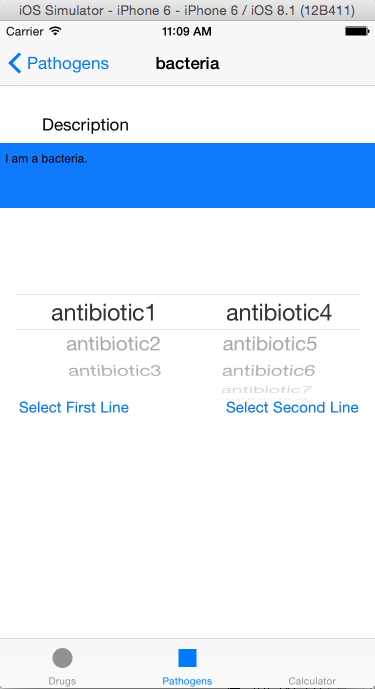 iOS Simulator - iPhone 6 - iPhone 6 / iOS 8.1 (12B411)
Carrier 11:09 AM
Pathogens bacteria
Description
I am a bacteria.
antibiotic1 antibiotic4
antibiotic2 antibiotic5
antibiotic3 antibiotic6
antibiotic7
Select First Line Select Second Line
Drugs Pathogens Calculator